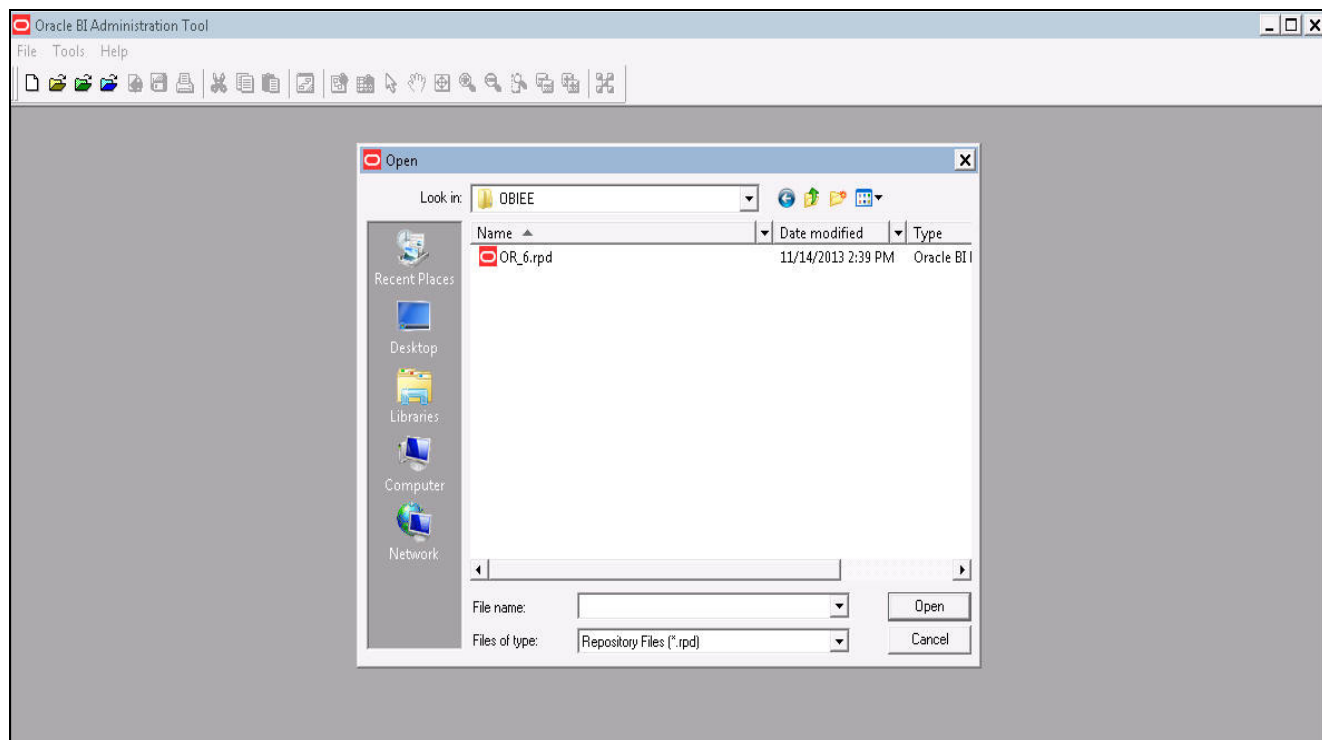 Oracle BI Administration Tool
File Tools Help
Open
Look in: OBIEE
Name Date modified Type
OR_6.rpd 11/14/2013 2:39 PM Oracle BI
Recent Places
Desktop
Libraries
Computer
Network
File name: Open
Files of type: Repository Files (*.rpd) Cancel